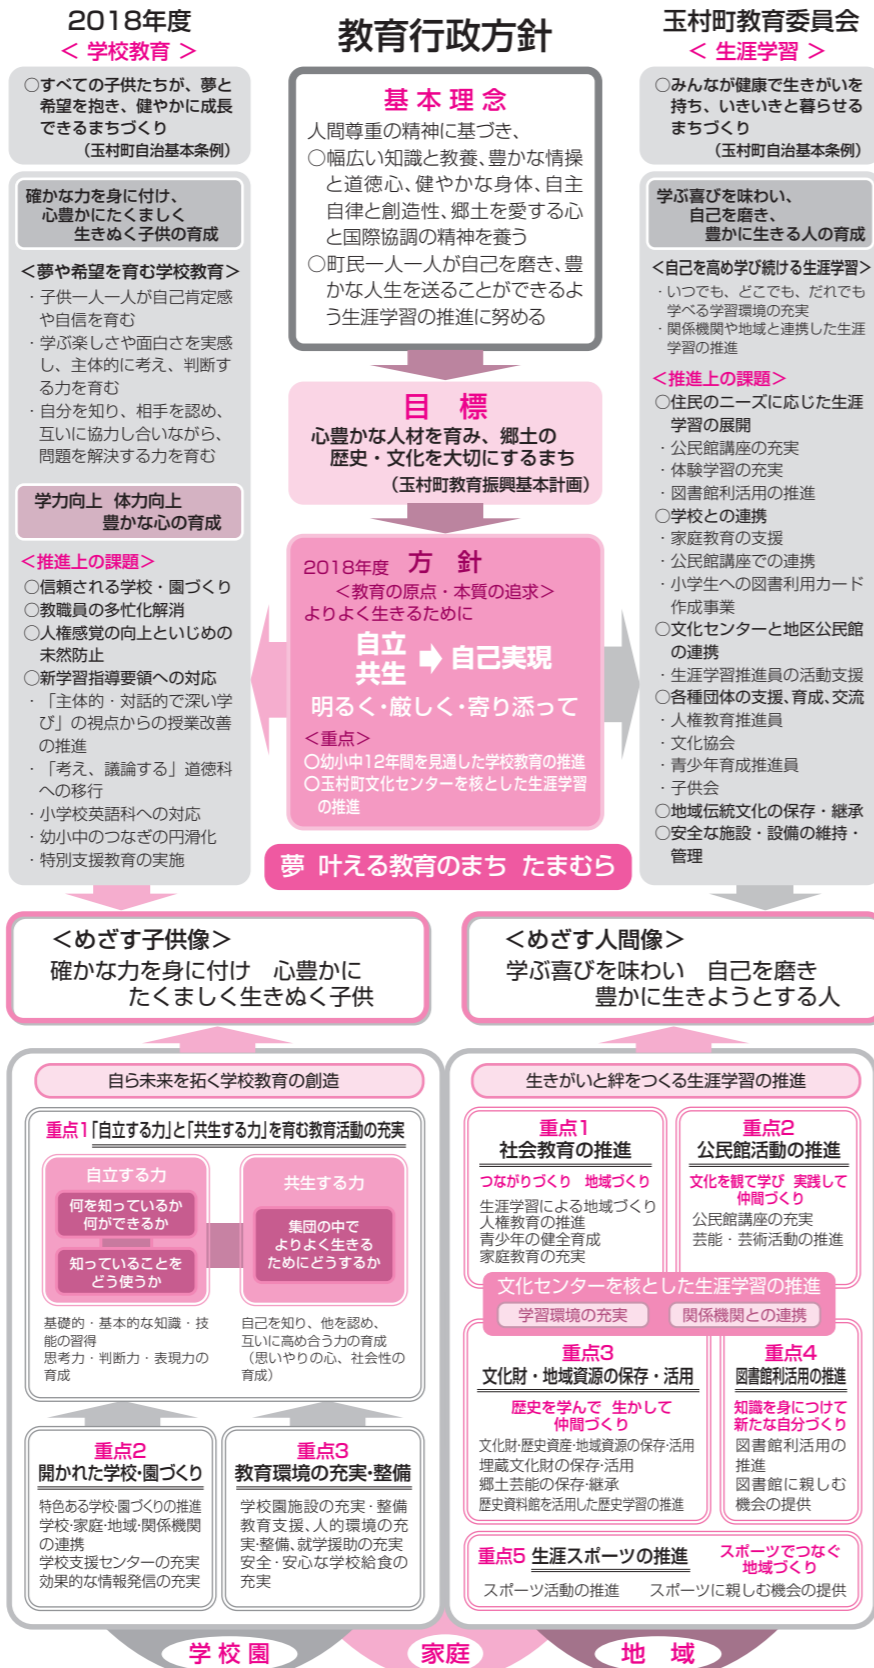 2018年度
＜ 学校教育 ＞
教育行政方針
玉村町教育委員会
＜ 生涯学習 ＞
○すべての子供たちが、夢と
希望を抱き、健やかに成長
できるまちづくり
（玉村町自治基本条例）
確かな力を身に付け、
心豊かにたくましく
生きぬく子供の育成
＜夢や希望を育む学校教育＞
・子供一人一人が自己肯定感
や自信を育む
・学ぶ楽しさや面白さを実感
し、主体的に考え、判断す
る力を育む
・自分を知り、相手を認め、
互いに協力し合いながら、
問題を解決する力を育む
学力向上 体力向上
豊かな心の育成
＜推進上の課題＞
○信頼される学校・園づくり
○教職員の多忙化解消
○人権感覚の向上といじめの
未然防止
○新学習指導要領への対応
・「主体的・対話的で深い学
び」の視点からの授業改善
の推進
・「考え、議論する」道徳科
への移行
・小学校英語科への対応
・幼小中のつなぎの円滑化
・特別支援教育の実施
基 本 理 念
人間尊重の精神に基づき、
○幅広い知識と教養、豊かな情操
と道徳心、健やかな身体、自主
自律と創造性、郷土を愛する心
と国際協調の精神を養う
○町民一人一人が自己を磨き、豊
かな人生を送ることができるよ
う生涯学習の推進に努める
目 標
心豊かな人材を育み、郷土の
歴史・文化を大切にするまち
（玉村町教育振興基本計画）
2018年度 方 針
＜教育の原点・本質の追求＞
よりよく生きるために
自立
共生 ➡ 自己実現
明るく・厳しく・寄り添って
＜重点＞
○幼小中12年間を見通した学校教育の推進
○玉村町文化センターを核とした生涯学習
の推進
夢 叶える教育のまち たまむら
○みんなが健康で生きがいを
持ち、いきいきと暮らせる
まちづくり
（玉村町自治基本条例）
学ぶ喜びを味わい、
自己を磨き、
豊かに生きる人の育成
＜自己を高め学び続ける生涯学習＞
・いつでも、どこでも、だれでも
学べる学習環境の充実
・関係機関や地域と連携した生涯
学習の推進
＜推進上の課題＞
○住民のニーズに応じた生涯
学習の展開
・公民館講座の充実
・体験学習の充実
・図書館利活用の推進
○学校との連携
・家庭教育の支援
・公民館講座での連携
・小学生への図書利用カード
作成事業
○文化センターと地区公民館
の連携
・生涯学習推進員の活動支援
○各種団体の支援、育成、交流
・人権教育推進員
・文化協会
・青少年育成推進員
・子供会
○地域伝統文化の保存・継承
○安全な施設・設備の維持・
管理
＜めざす子供像＞
確かな力を身に付け 心豊かに
たくましく生きぬく子供
＜めざす人間像＞
学ぶ喜びを味わい 自己を磨き
豊かに生きようとする人
自ら未来を拓く学校教育の創造
重点1「自立する力」と「共生する力」を育む教育活動の充実
自立する力
何を知っているか
何ができるか
知っていることを
どう使うか
基礎的・基本的な知識・技
能の習得
思考力・判断力・表現力の
育成
共生する力
集団の中で
よりよく生きる
ためにどうするか
自己を知り、他を認め、
互いに高め合う力の育成
（思いやりの心、社会性の
育成）
重点2
開かれた学校・園づくり
特色ある学校・園づくりの推進
学校・家庭・地域・関係機関
の連携
学校支援センターの充実
効果的な情報発信の充実
重点3
教育環境の充実・整備
学校園施設の充実・整備
教育支援、人的環境の充
実・整備、就学援助の充実
安全・安心な学校給食の
充実
生きがいと絆をつくる生涯学習の推進
重点1
社会教育の推進
つながりづくり 地域づくり
生涯学習による地域づくり
人権教育の推進
青少年の健全育成
家庭教育の充実
重点2
公民館活動の推進
文化を観て学び 実践して
仲間づくり
公民館講座の充実
芸能・芸術活動の推進
文化センターを核とした生涯学習の推進
学習環境の充実
関係機関との連携
重点3
文化財・地域資源の保存・活用
歴史を学んで 生かして
仲間づくり
文化財・歴史資産・地域資源の保存・活用
埋蔵文化財の保存・活用
郷土芸能の保存・継承
歴史資料館を活用した歴史学習の推進
重点4
図書館利活用の推進
知識を身につけて
新たな自分づくり
図書館利活用の
推進
図書館に親しむ
機会の提供
重点5 生涯スポーツの推進
スポーツでつなぐ
地域づくり
スポーツ活動の推進 スポーツに親しむ機会の提供
学 校 園
家庭
地 域